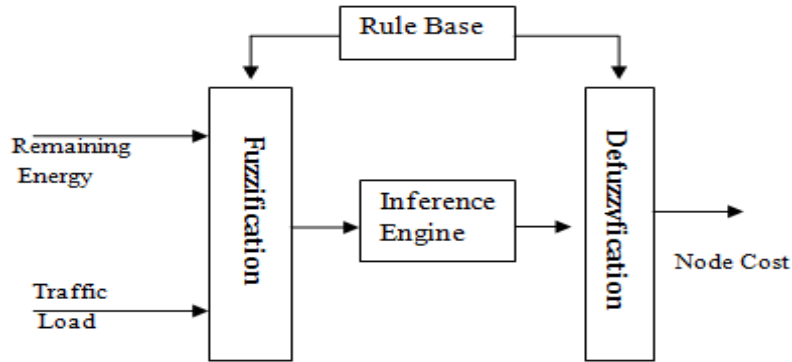 Rule Base
Remaining
Energy
Fuzzification
Inference
Engine
Defuzzyfication
Node Cost
Traffic
Load